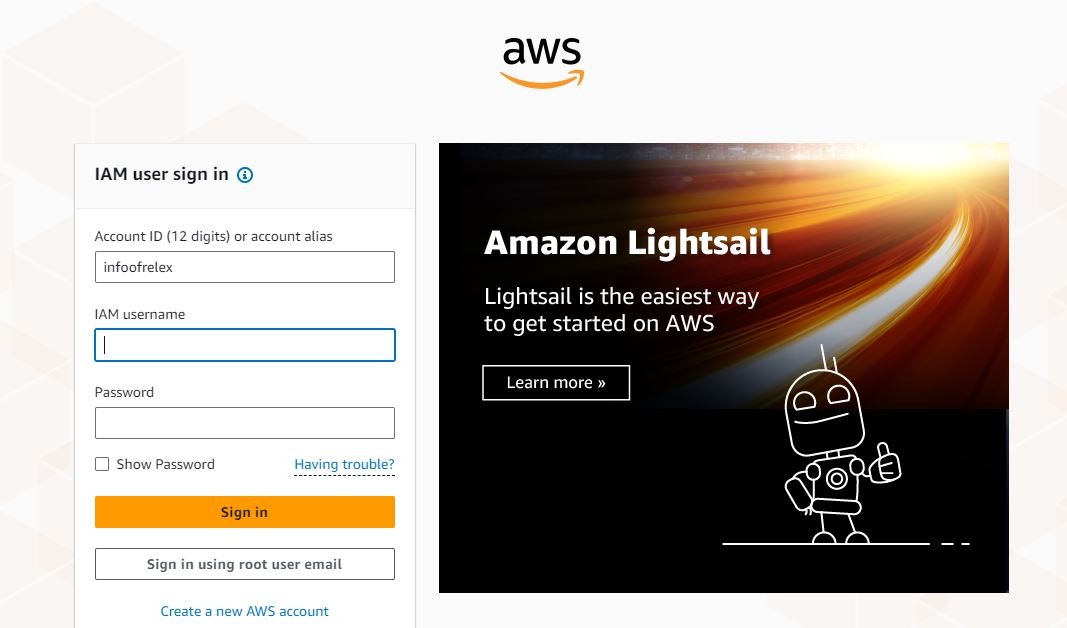 aws
IAM user sign in
Account ID (12 digits) or account alias
infoofrelex
IAM username
Password
Show Password
Having trouble?
Sign in
Sign in using root user email
Create a new AWS account
Amazon Lightsail
Lightsail is the easiest way
to get started on AWS
Learn more »